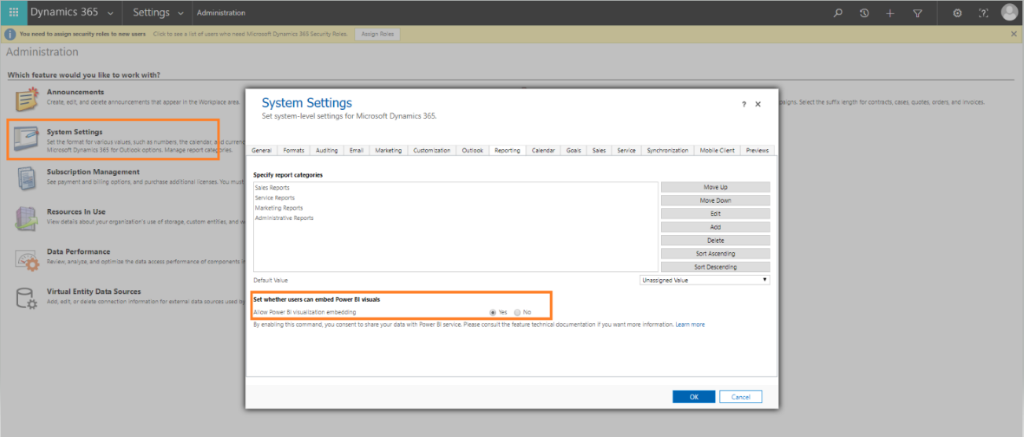 Dynamics 365 Settings Administration
You need to assign security roles to new users Click to see a list of users who need Microsoft Dynamics 365 Security Roles. Assign Roles
Administration
Which feature would you like to work with?
Announcements
Create, edit, and delete announcements that appear in the Workplace area.
System Settings
Set the format for various values, such as numbers, the calendar, and
Microsoft Dynamics 365 for Outlook options. Manage report categories.
Subscription Management
See payment and billing options, and purchase additional licenses. You must
Resources In Use
View details about your organization's use of storage, custom entities, and
Data Performance
Review, analyze, and optimize the data access performance of components
Virtual Entity Data Sources
Add, edit, or delete connection information for external data sources used
Select the suffix length for contracts, cases, quotes, orders, and invoices.
System Settings
Set system-level settings for Microsoft Dynamics 365.
General Formats Auditing Email Marketing Customization Outlook Reporting Calendar Goals Sales Service Synchronization Mobile Client Previews
Specify report categories
Sales Reports
Service Reports
Marketing Reports
Administrative Reports
Move Up
Move Down
Edit
Add
Delete
Sort Ascending
Sort Descending
Default Value Unassigned Value
Set whether users can embed Power BI visuals
Allow Power BI visualization embedding Yes No
By enabling this command, you consent to share your data with Power BI service. Please consult the feature technical documentation if you want more information. Learn more
OK Cancel